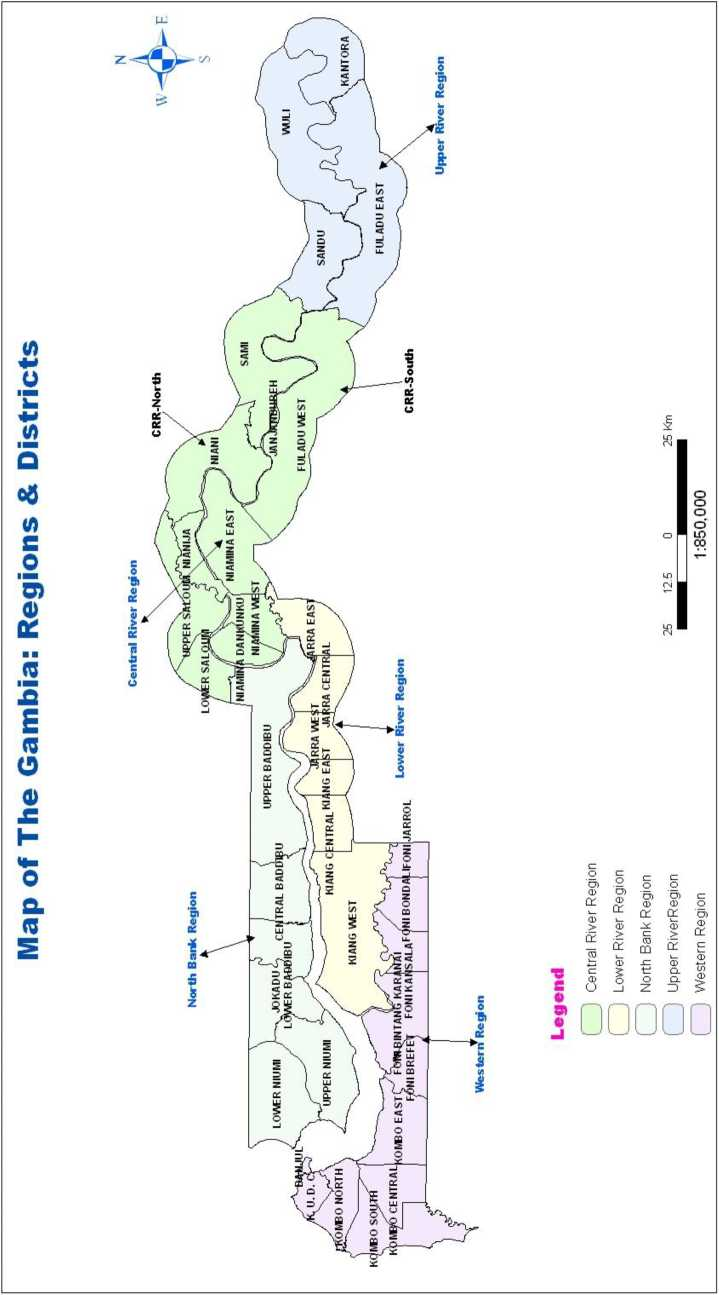 Map of The Gambia: Regions & Districts
N
E
W
S
North Bank Region
Central River Region
CRR-North
LOWER NIUMI
UPPER NIUMI
JOKADU
LOWER BADDIBU
CENTRAL BADDIBU
UPPER BADDIBU
LOWER SALOUM
UPPER SALOUM
NIANIJA
NIANI
SAMI
NIAMINA DANKUNKU
NIAMINA WEST
NIAMINA EAST
JANJANBUREH
FULADU WEST
SANDU
WULI
KANTORA
FULADU EAST
BANJUL
K. U. D. C.
KOMBO NORTH
KOMBO SOUTH
KOMBO CENTRAL
KOMBO EAST
FONI BREFET
FONI BINTANG KARANAI
FONI KANSALA
FONI BONDALI
FONI JARROL
KIANG WEST
KIANG CENTRAL
KIANG EAST
JARRA WEST
JARRA CENTRAL
JARRA EAST
Western Region
Lower River Region
CRR-South
Upper River Region
Legend
Central River Region
Lower River Region
North Bank Region
Upper RiverRegion
Western Region
25 12.5 0 25 Km
1:850,000